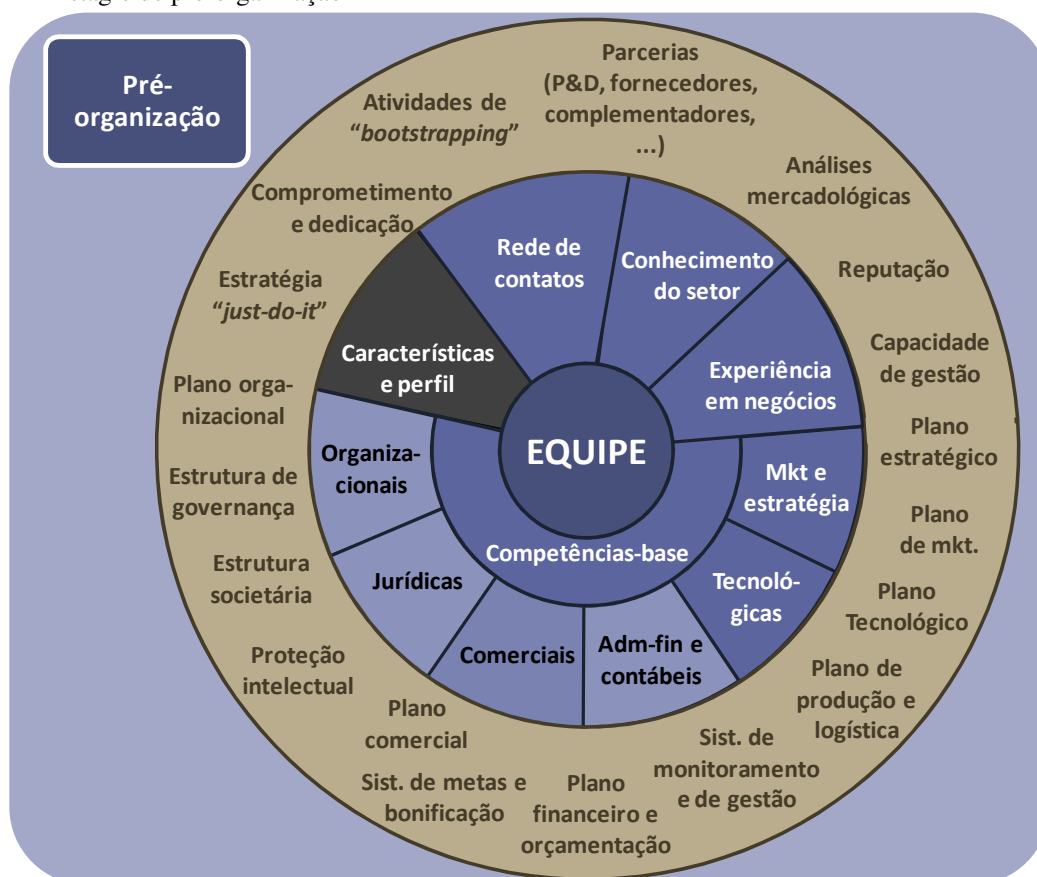 estágio de pré-organização
Pré-
organização
Parcerias
(P&D, fornecedores,
complementadores,
...)
Atividades de
“bootstrapping”
Análises
mercadológicas
Comprometimento
e dedicação
Reputação
Estratégia
“just-do-it”
Capacidade
de gestão
Plano orga-
nizacional
Plano
estratégico
Estrutura de
governança
Plano
de mkt.
Estrutura
societária
Plano
Tecnológico
Proteção
intelectual
Plano de
produção e
logística
Plano
comercial
Sist. de
monitoramento
e de gestão
Sist. de metas e
bonificação
Plano
financeiro e
orçamentação
Rede de
contatos
Conhecimento
do setor
Características
e perfil
Experiência
em negócios
EQUIPE
Organiza-
cionais
Mkt e
estratégia
Competências-base
Jurídicas
Tecnoló-
gicas
Comerciais
Adm-fin e
contábeis